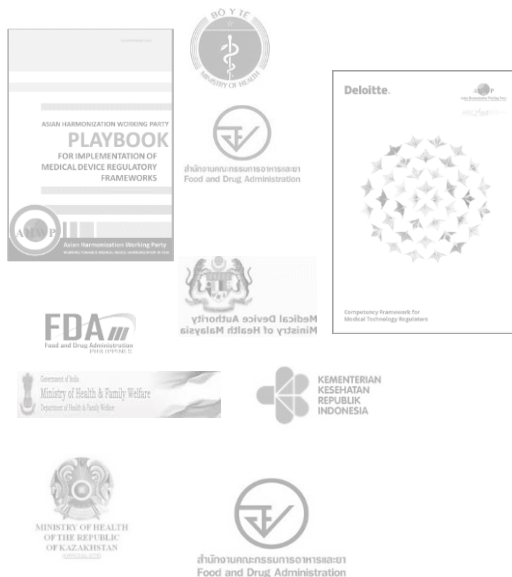 BỘ Y TẾ
MINISTRY OF HEALTH
ASIAN HARMONIZATION WORKING PARTY
PLAYBOOK
FOR IMPLEMENTATION OF
MEDICAL DEVICE REGULATORY
FRAMEWORKS
AHWP
Asian Harmonization Working Party
สำนักงานคณะกรรมการอาหารและยา
Food and Drug Administration
Deloitte.
AHWP
Competency Framework for
Medical Technology Regulators
Medical Device Authority
Ministry of Health Malaysia
FDA
Food and Drug Administration
PHILIPPINES
Government of India
Ministry of Health & Family Welfare
Department of Health & Family Welfare
KEMENTERIAN
KESEHATAN
REPUBLIK
INDONESIA
MINISTRY OF HEALTH
OF THE REPUBLIC
OF KAZAKHSTAN
สำนักงานคณะกรรมการอาหารและยา
Food and Drug Administration